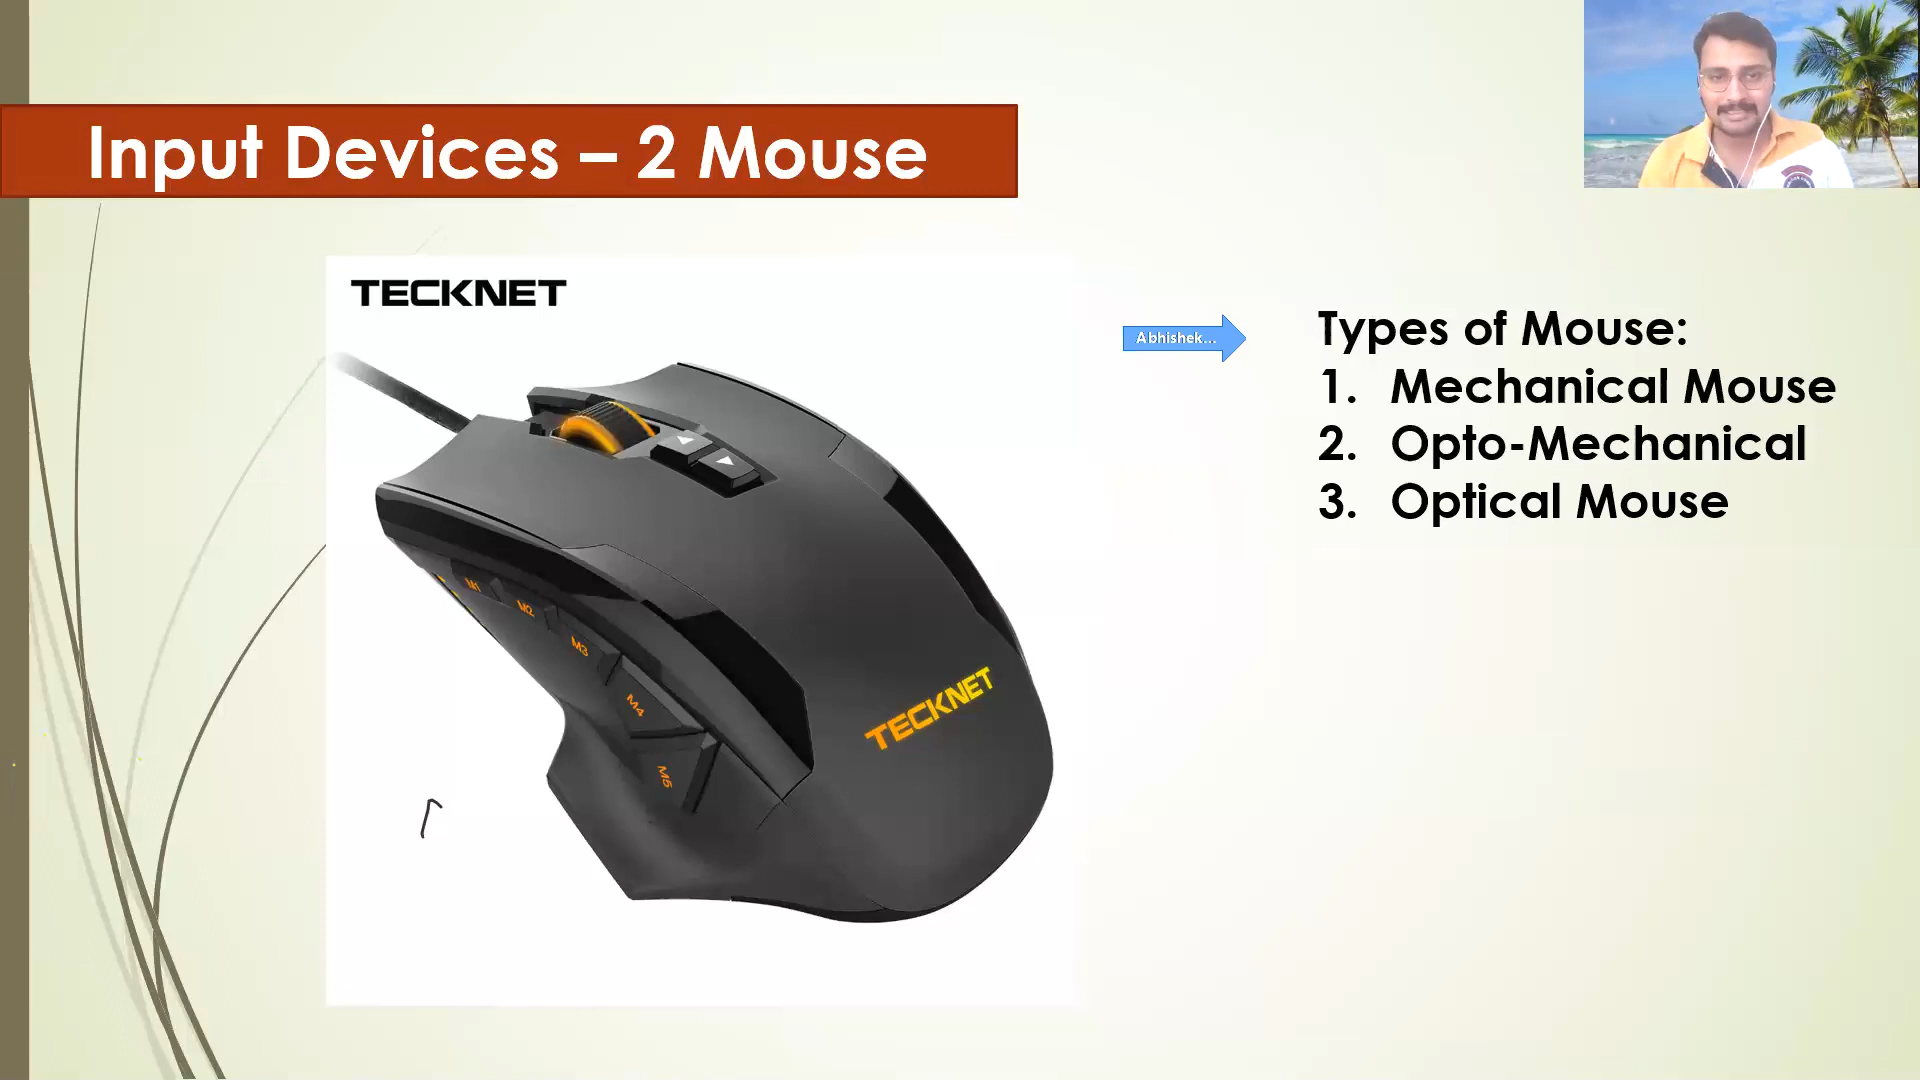 Input Devices – 2 Mouse
TECKNET
Abhishek...
Types of Mouse:
1. Mechanical Mouse
2. Opto-Mechanical
3. Optical Mouse
M1
M2
M3
M4
M5
TECKNET